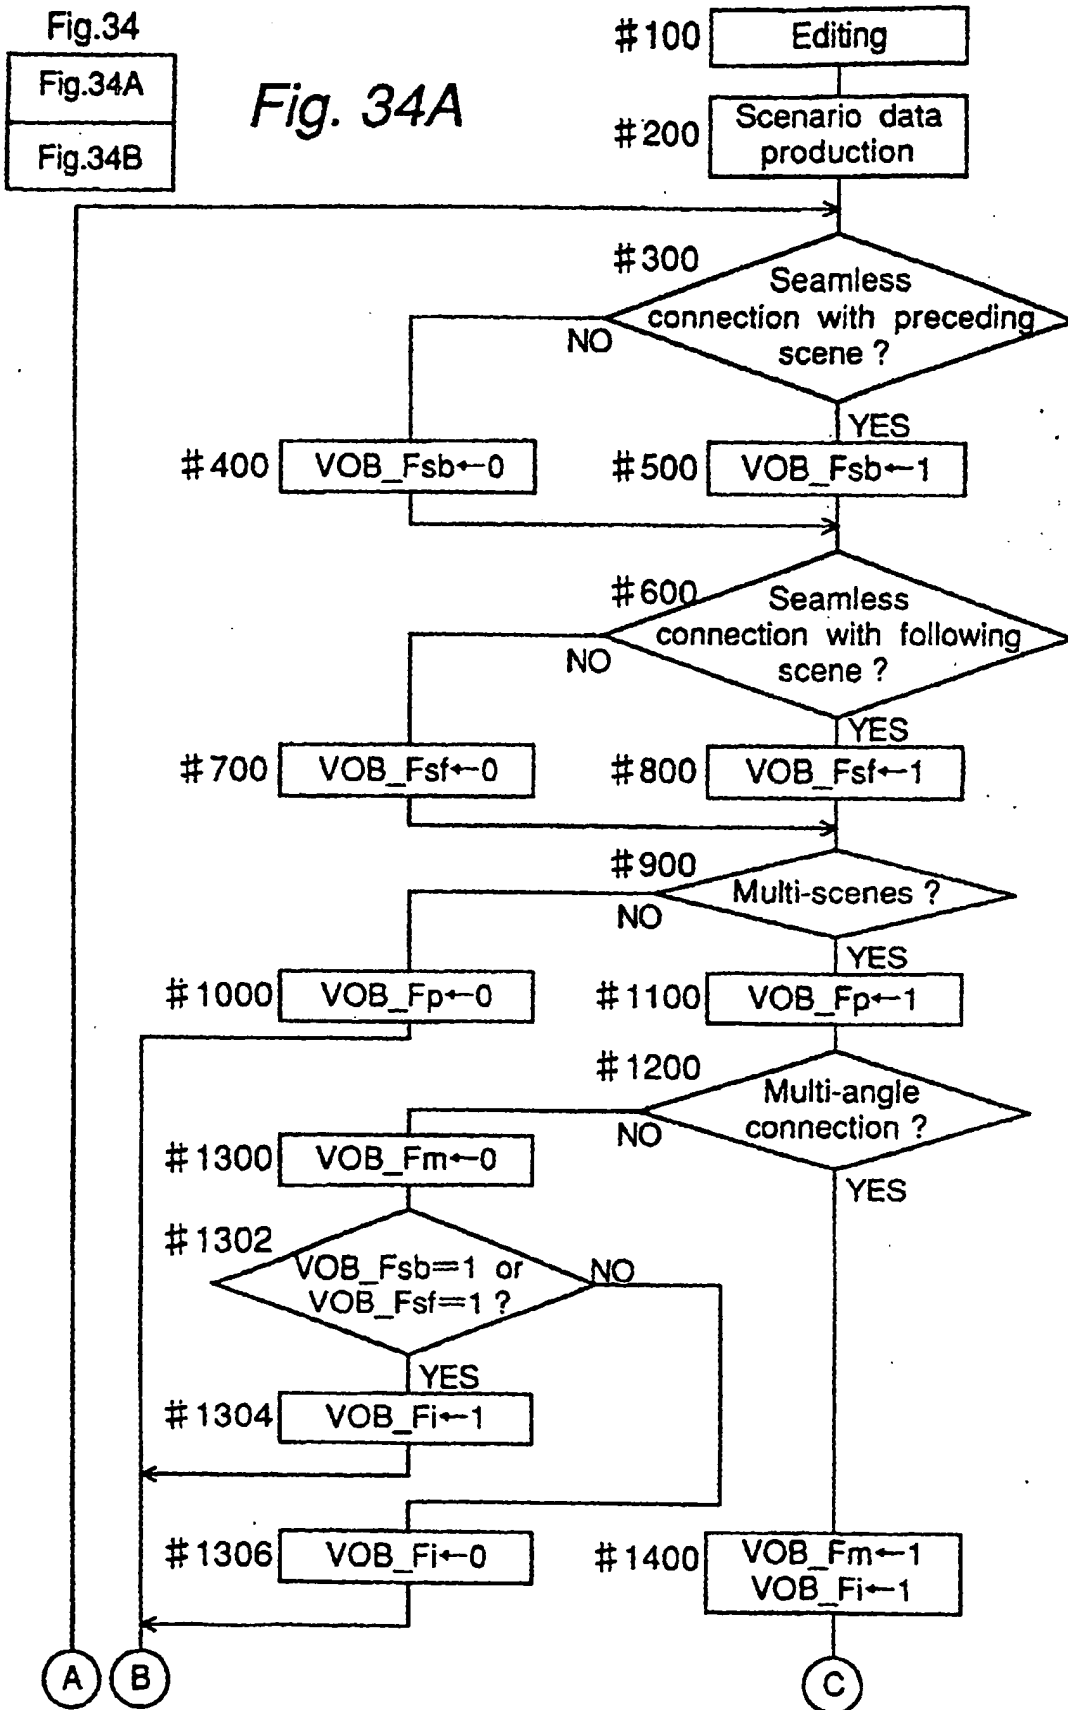 Fig.34
Fig.34A
Fig.34B
Fig. 34A
#100
Editing
#200
Scenario data
production
#300
Seamless
connection with preceding
scene ?
NO
YES
#400
VOB_Fsb←0
#500
VOB_Fsb←1
#600
Seamless
connection with following
scene ?
NO
YES
#700
VOB_Fsf←0
#800
VOB_Fsf←1
#900
Multi-scenes ?
NO
YES
#1000
VOB_Fp←0
#1100
VOB_Fp←1
#1200
Multi-angle
connection ?
NO
YES
#1300
VOB_Fm←0
#1302
VOB_Fsb=1 or
VOB_Fsf=1 ?
NO
YES
#1304
VOB_Fi←1
#1306
VOB_Fi←0
#1400
VOB_Fm←1
VOB_Fi←1
A
B
C